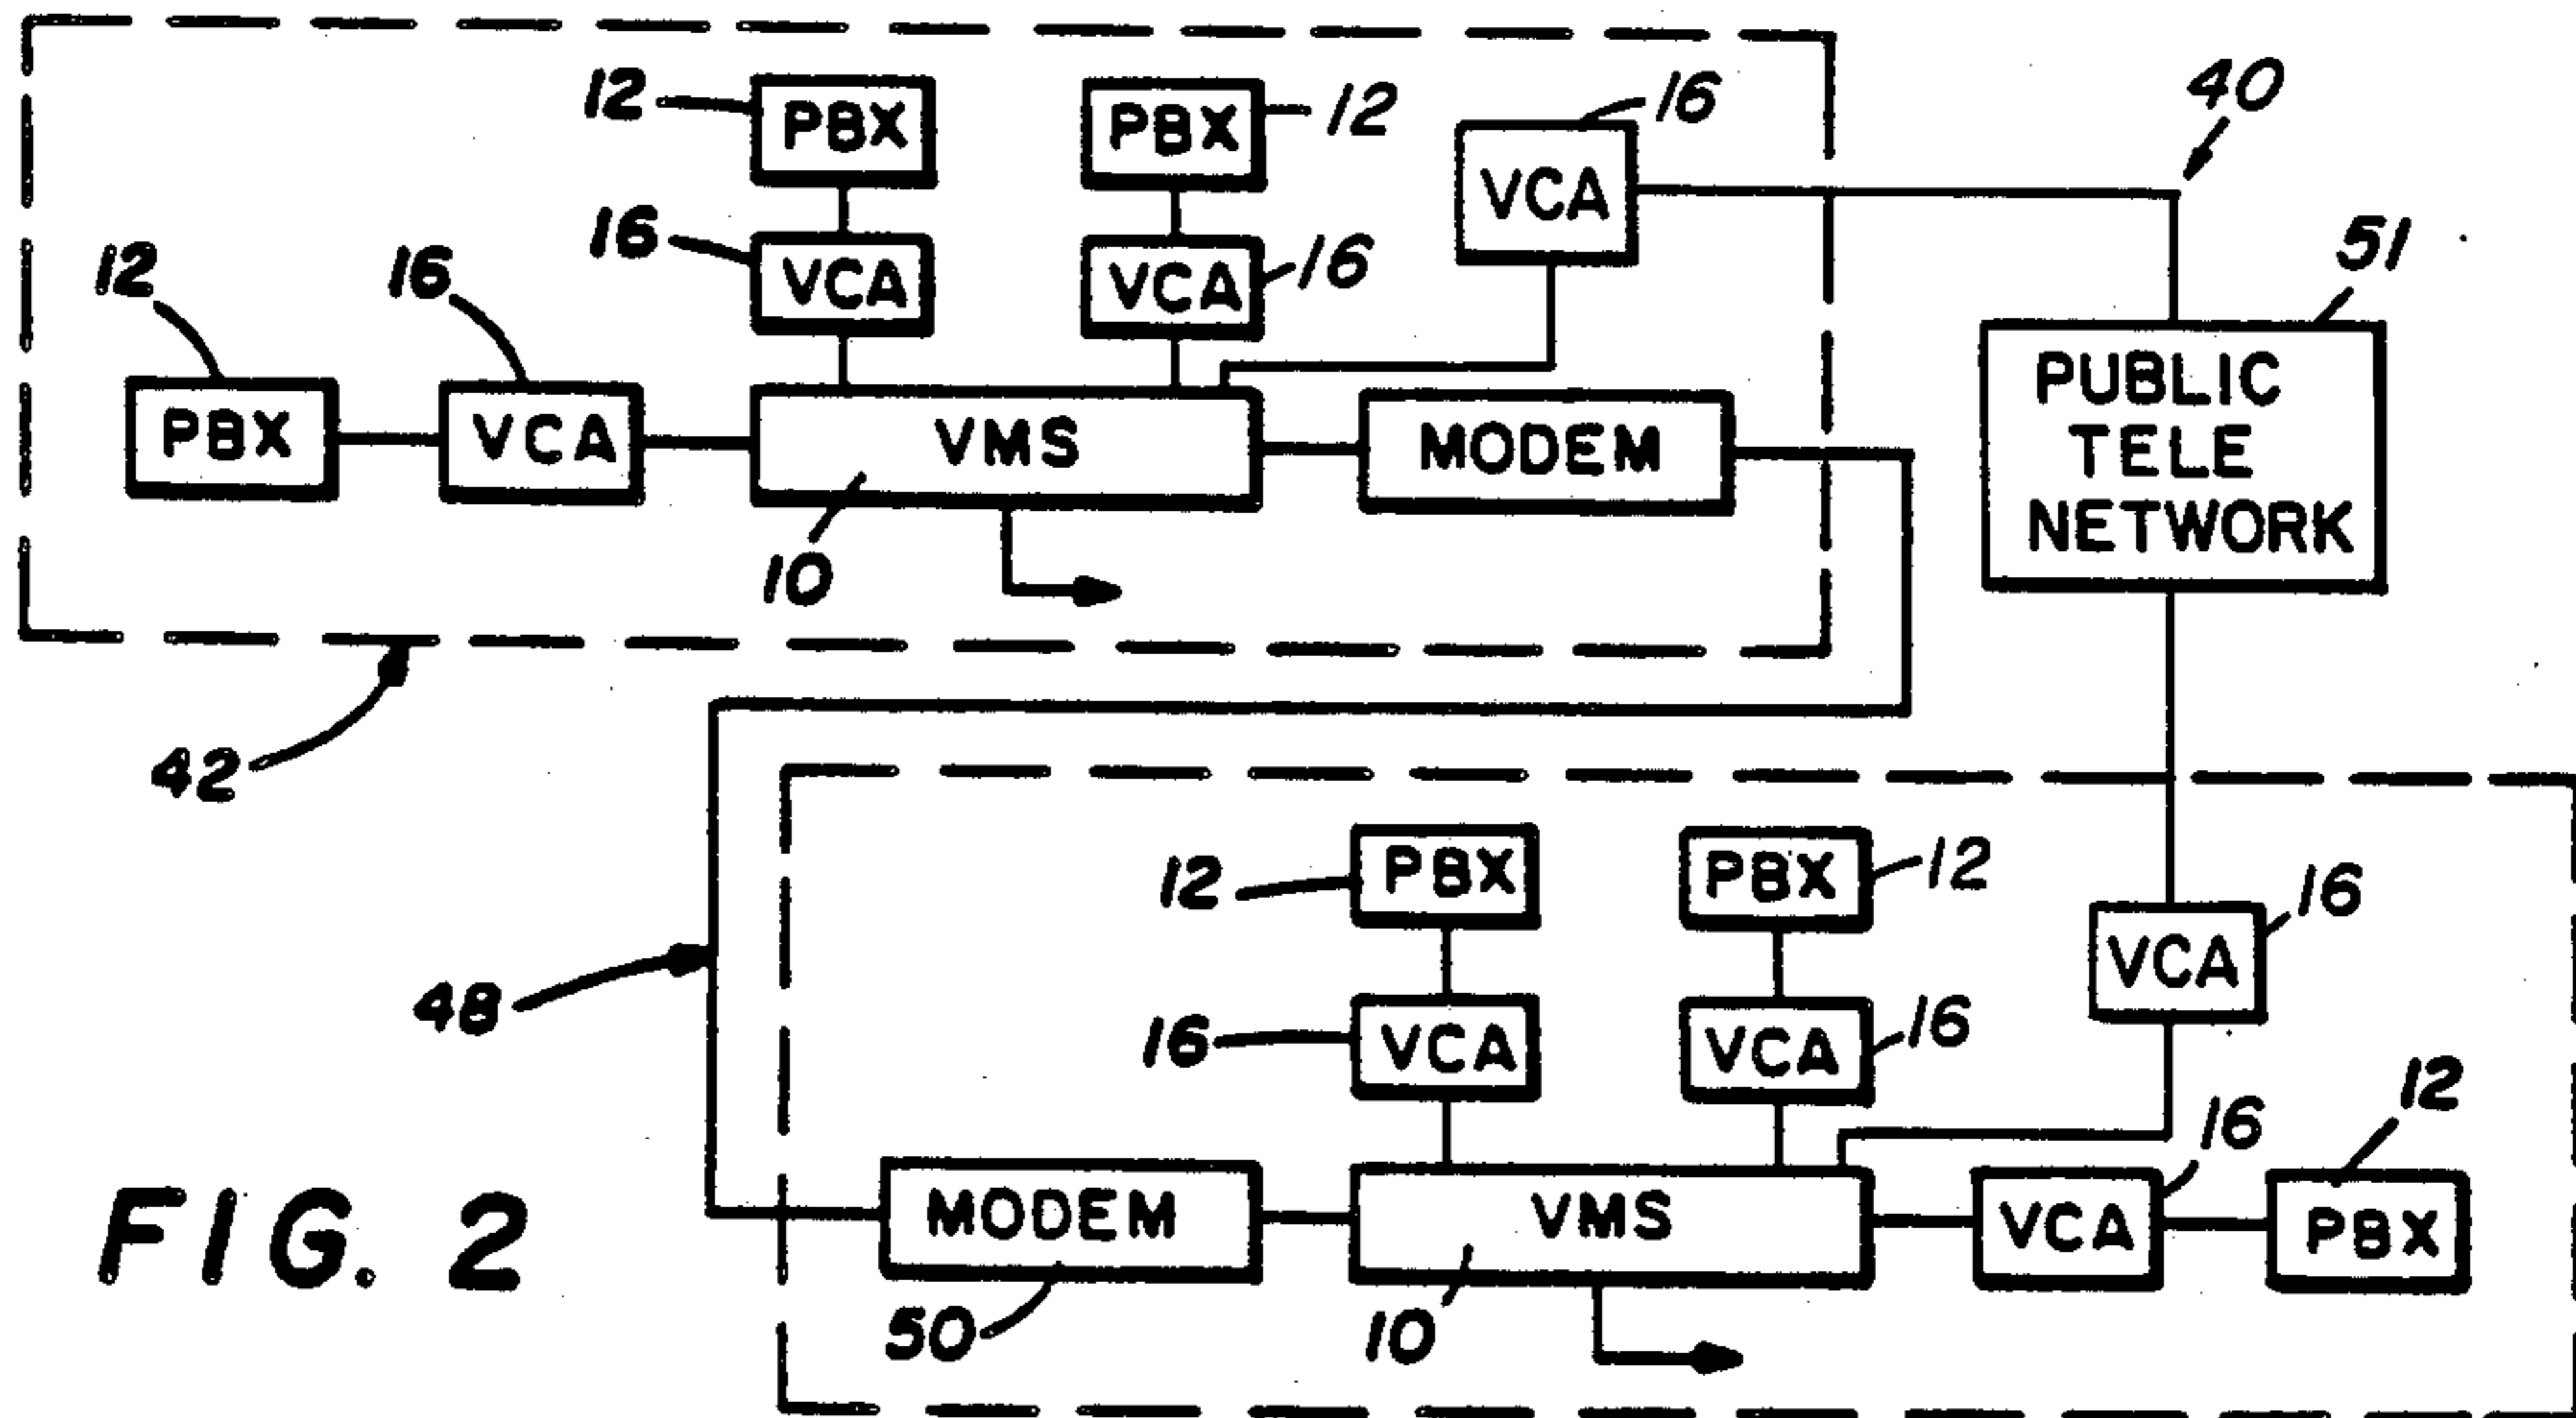 12 PBX
PBX 12
16
40
VCA
51
16 VCA
VCA 16
12
16
PUBLIC
TELE
NETWORK
PBX
VCA
VMS
MODEM
10
42
12 PBX
PBX 12
16
VCA
48
16 VCA
VCA 16
12
16
MODEM
VMS
VCA
PBX
50
10
FIG. 2